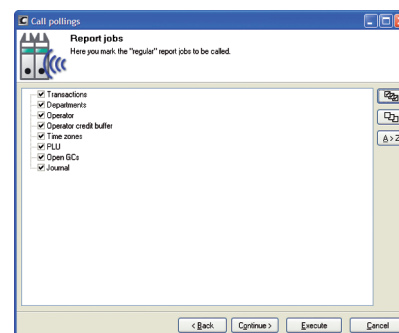 Call pollings
Report jobs
Here you mark the "regular" report jobs to be called.
Transactions
Departments
Operator
Operator credit buffer
Time zones
PLU
Open GCs
Journal
A > Z
< Back
Continue >
Execute
Cancel